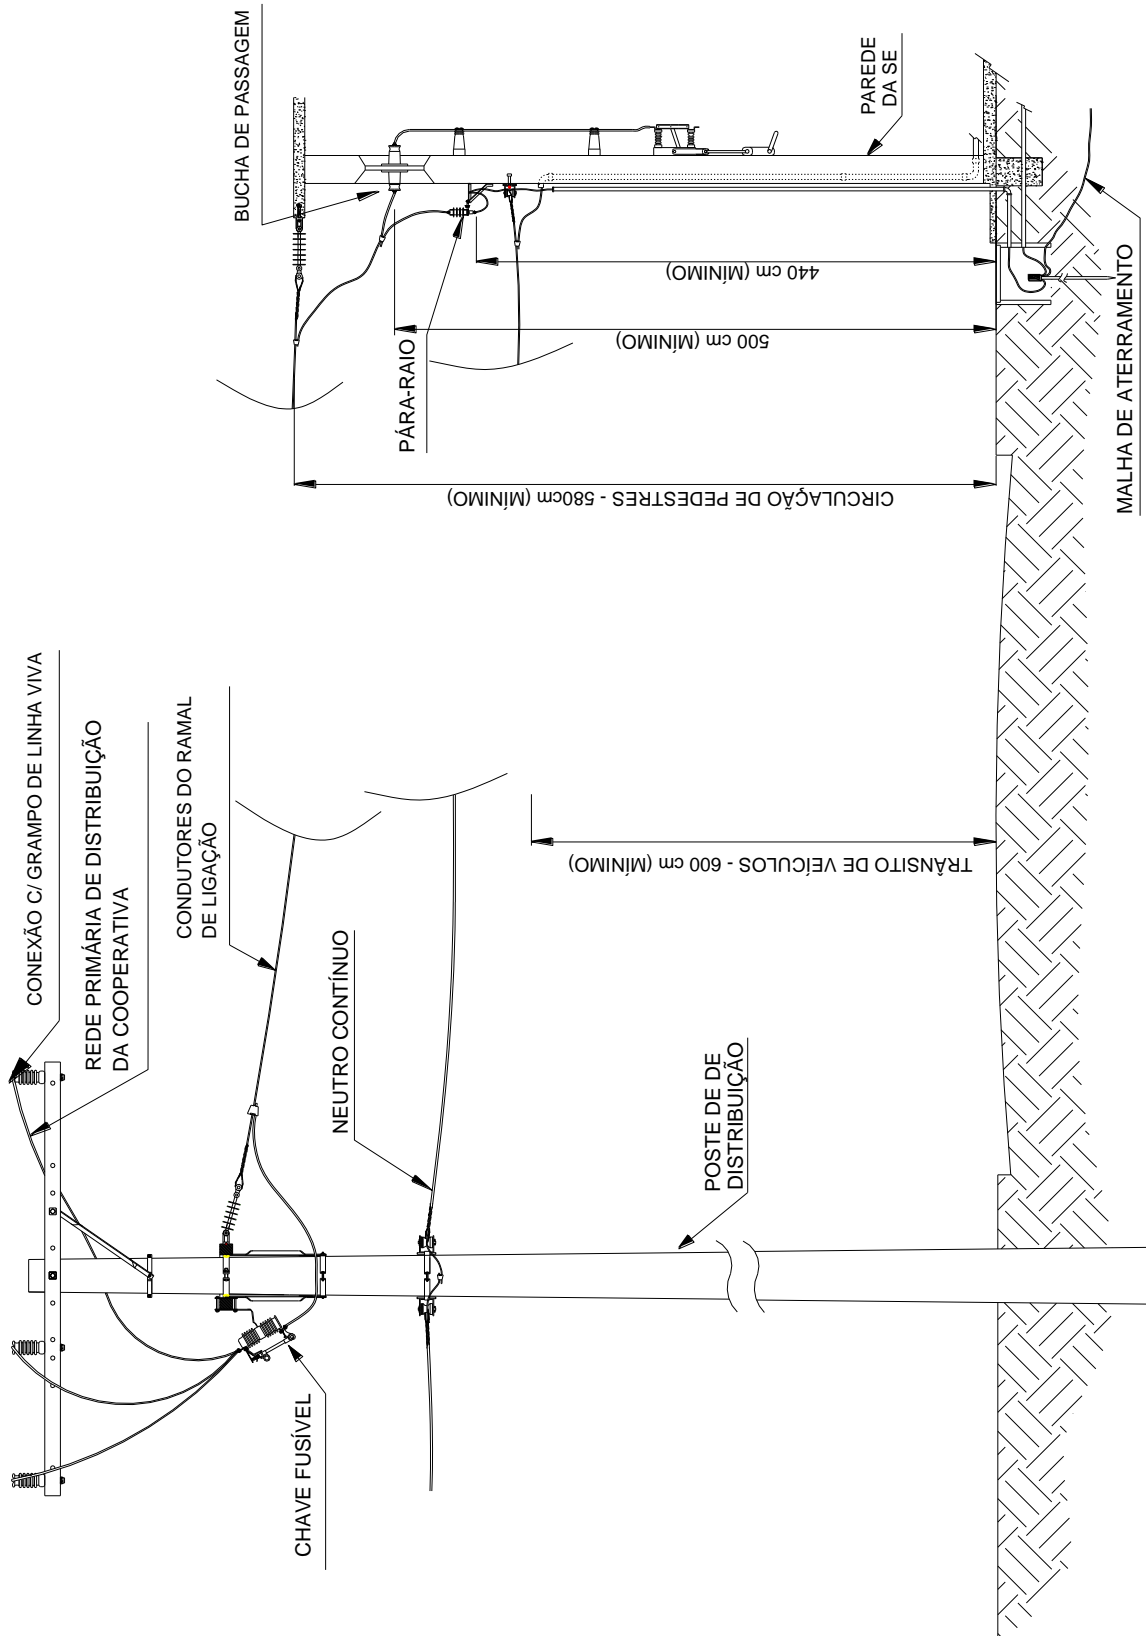 CONEXÃO C/ GRAMPO DE LINHA VIVA
REDE PRIMÁRIA DE DISTRIBUIÇÃO
DA COOPERATIVA
CONDUTORES DO RAMAL
DE LIGAÇÃO
NEUTRO CONTÍNUO
CHAVE FUSÍVEL
POSTE DE DE
DISTRIBUIÇÃO
TRÂNSITO DE VEÍCULOS - 600 cm (MÍNIMO)
BUCHA DE PASSAGEM
PÁRA-RAIO
PAREDE
DA SE
440 cm (MÍNIMO)
500 cm (MÍNIMO)
CIRCULAÇÃO DE PEDESTRES - 580cm (MÍNIMO)
MALHA DE ATERRAMENTO